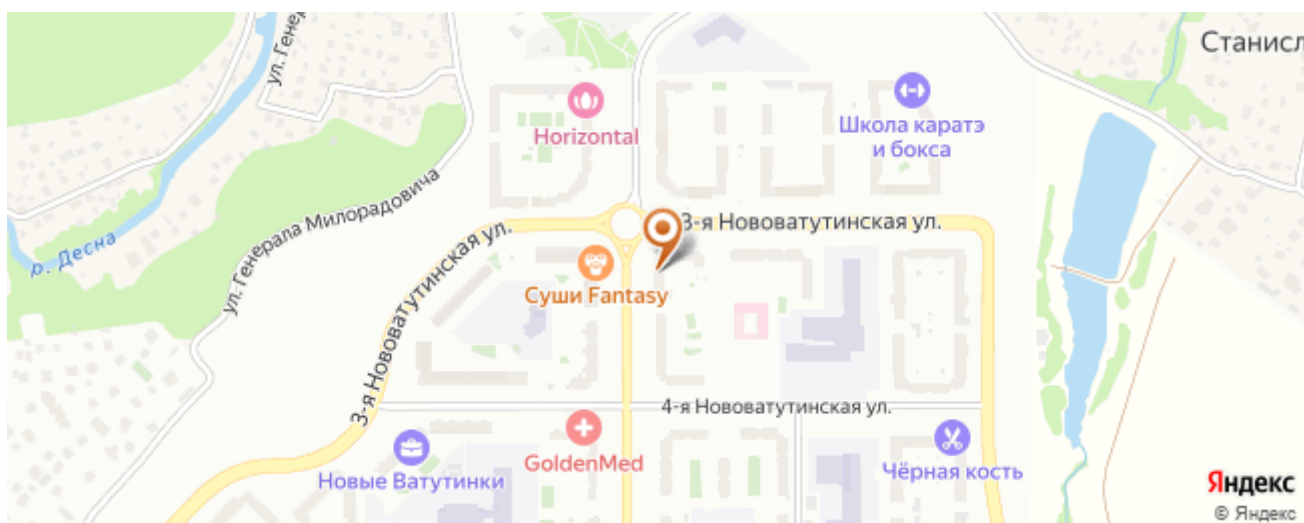 ул. Гене
Станисл
Horizontal
Школа каратэ
и бокса
ул. Генерала Милорадовича
р. Десна
3-я Нововатутинская ул.
3-я Нововатутинская ул.
Суши Fantasy
4-я Нововатутинская ул.
GoldenMed
Новые Ватутинки
Чёрная кость
Яндекс
© Яндекс